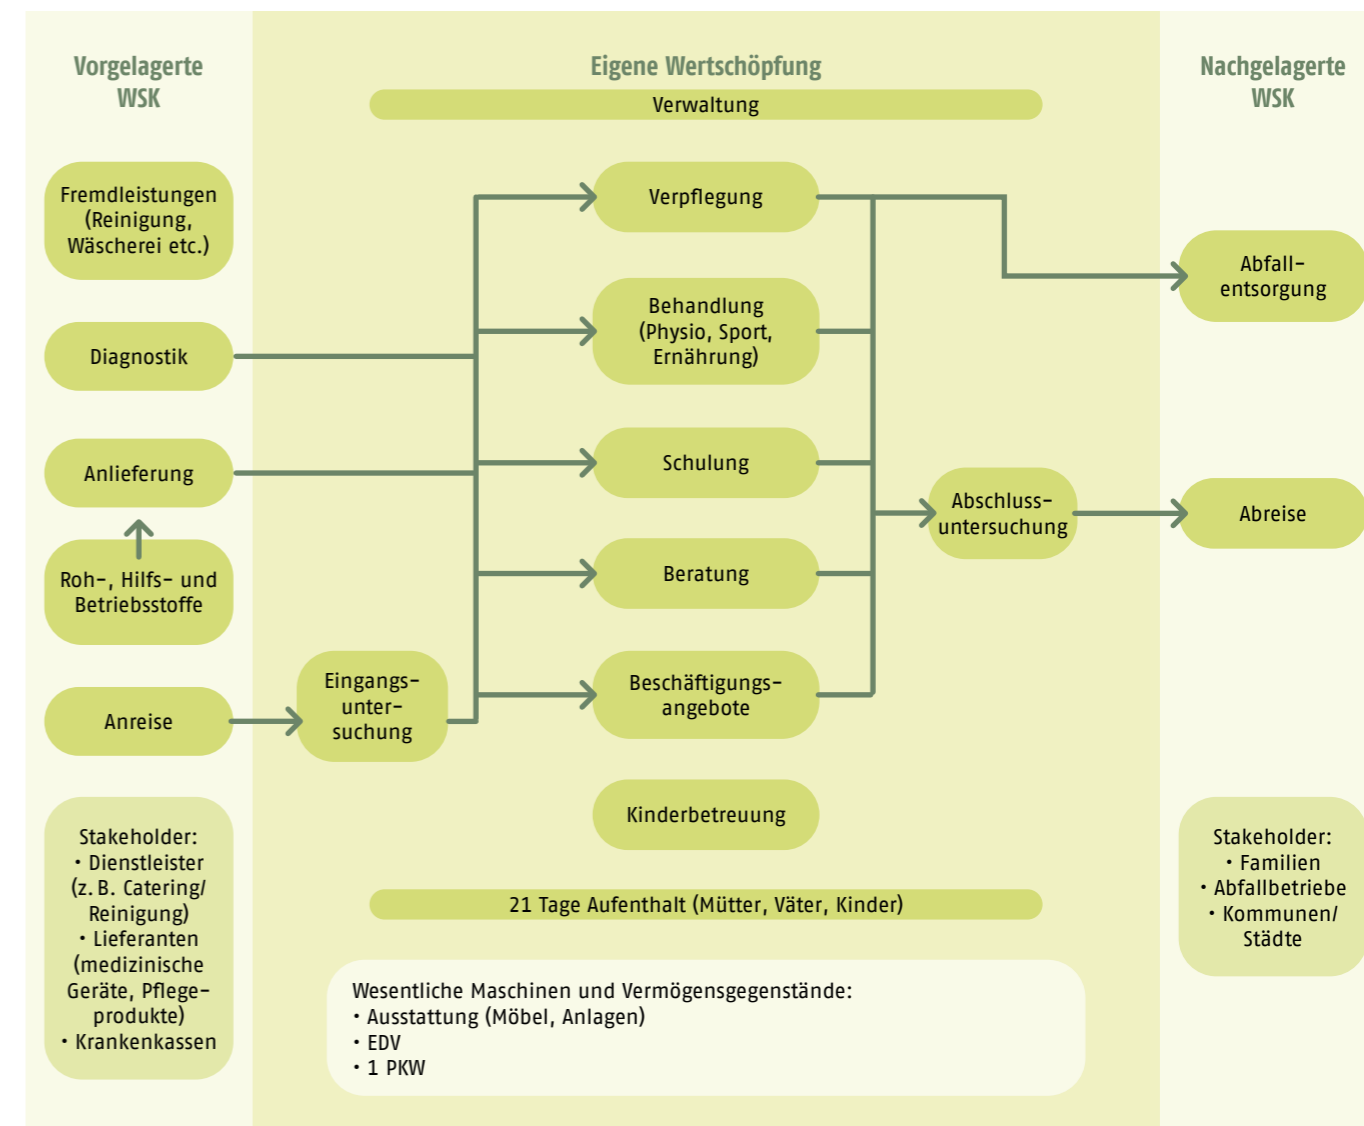 Vorgelagerte
WSK
Fremdleistungen
(Reinigung,
Wäscherei etc.)
Diagnostik
Anlieferung
Roh-, Hilfs- und
Betriebsstoffe
Anreise
Stakeholder:
• Dienstleister
(z. B. Catering/
Reinigung)
• Lieferanten
(medizinische
Geräte, Pflege-
produkte)
• Krankenkassen
Eigene Wertschöpfung
Verwaltung
Eingangs-
unter-
suchung
Verpflegung
Behandlung
(Physio, Sport,
Ernährung)
Schulung
Beratung
Beschäftigungs-
angebote
Kinderbetreuung
Abschluss-
untersuchung
21 Tage Aufenthalt (Mütter, Väter, Kinder)
Wesentliche Maschinen und Vermögensgegenstände:
• Ausstattung (Möbel, Anlagen)
• EDV
• 1 PKW
Nachgelagerte
WSK
Abfall-
entsorgung
Abreise
Stakeholder:
• Familien
• Abfallbetriebe
• Kommunen/
Städte